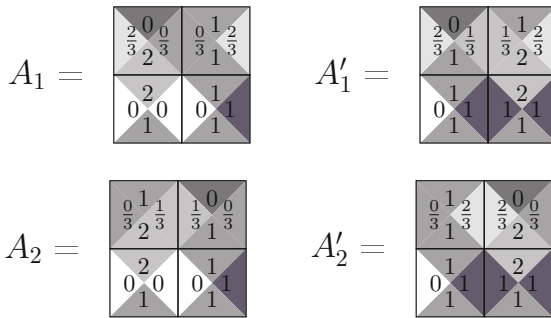 A₁ =
0 1
2/3 0/3 0/3 2/3
2 1
2 1
0 0 0 1
1 1
A′₁ =
0 1
2/3 1/3 1/3 2/3
1 2
1 2
0 1 1 1
1 1
A₂ =
1 0
0/3 1/3 1/3 0/3
2 1
2 1
0 0 0 1
1 1
A′₂ =
1 0
0/3 2/3 2/3 0/3
1 2
1 2
0 1 1 1
1 1